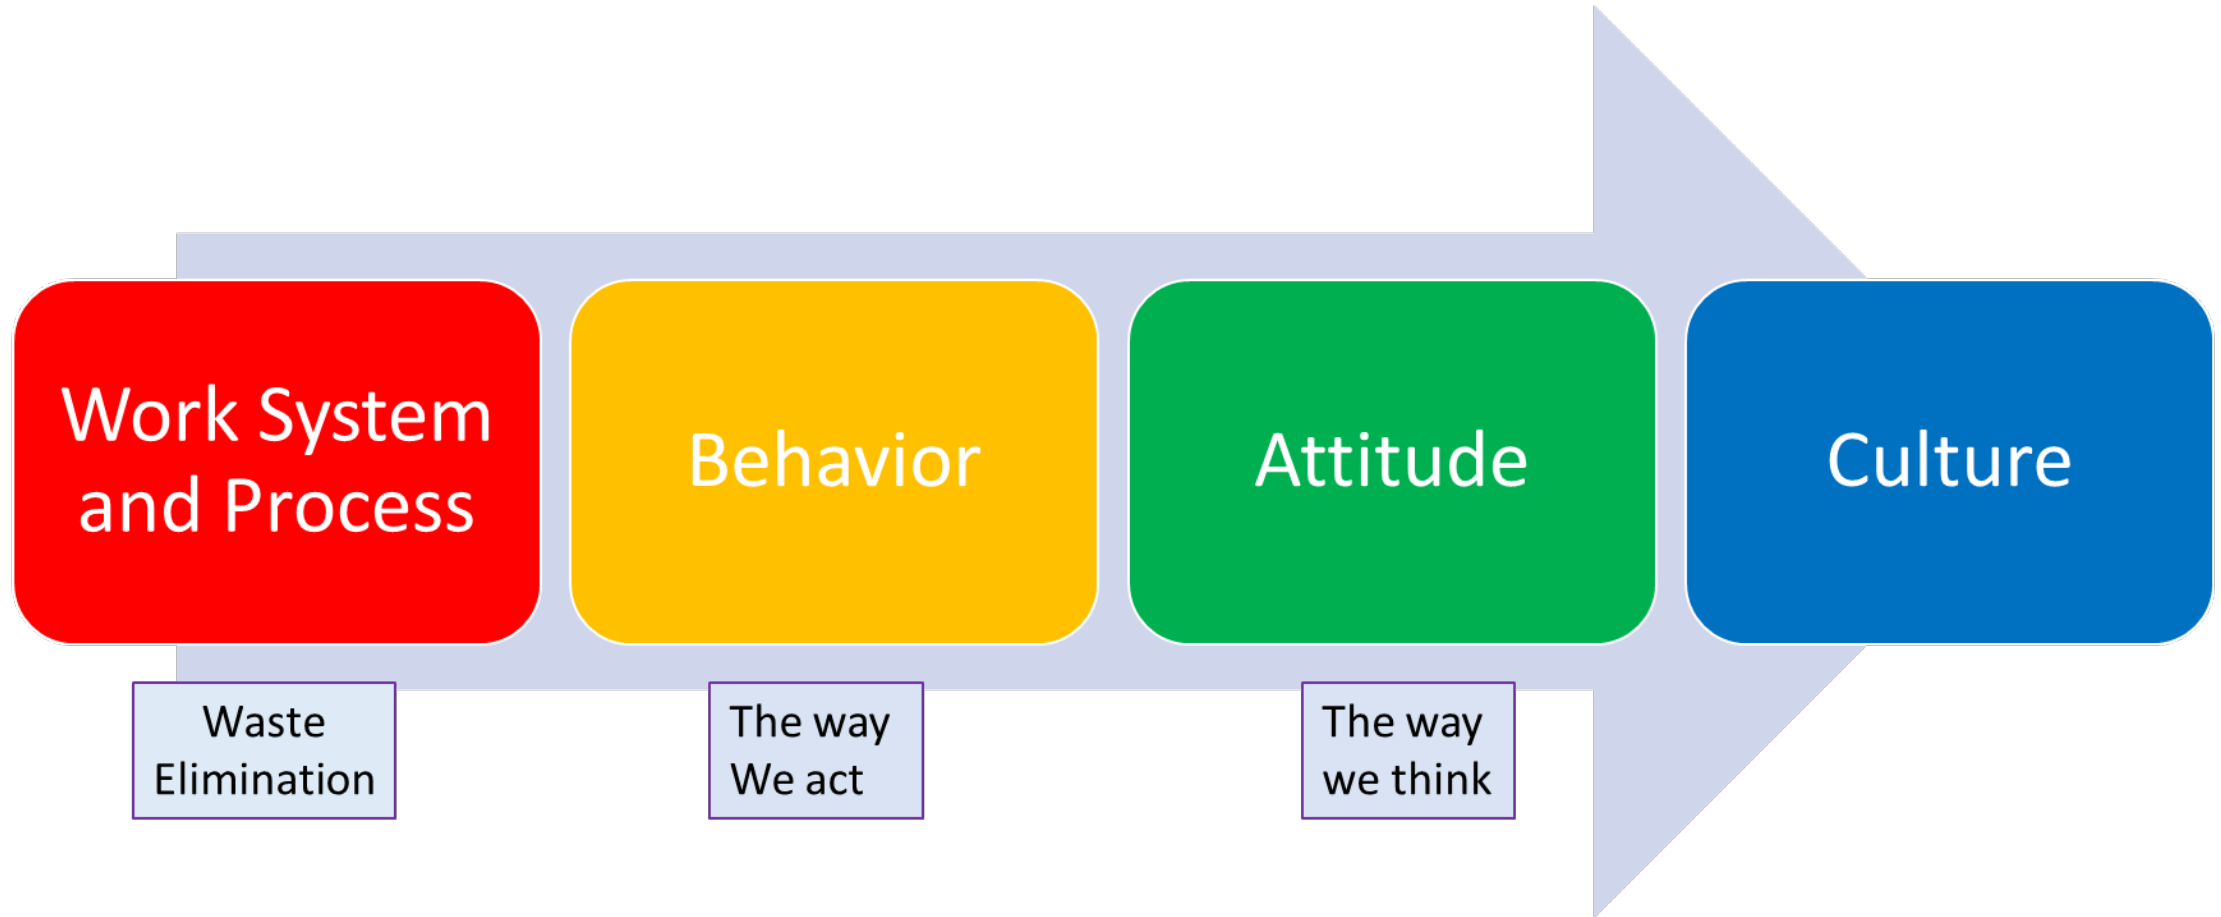 Work System
and Process
Behavior
Attitude
Culture
Waste
Elimination
The way
We act
The way
we think